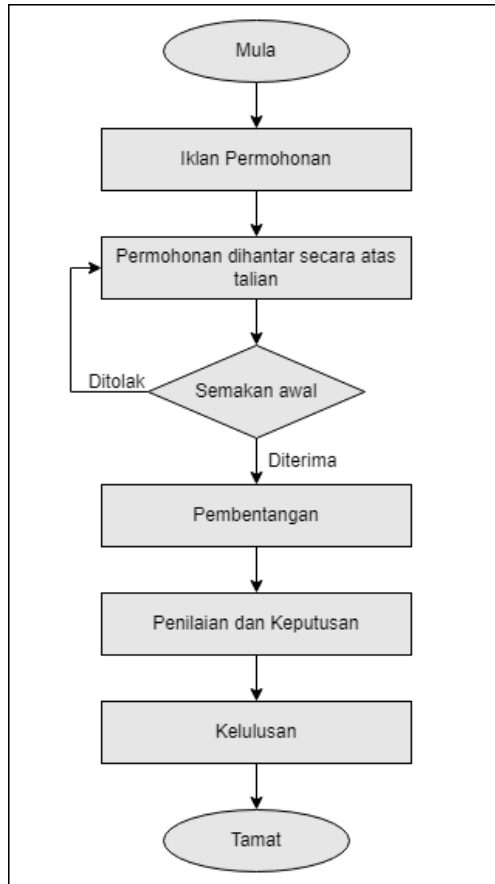 Mula
Iklan Permohonan
Permohonan dihantar secara atas
talian
Ditolak
Semakan awal
Diterima
Pembentangan
Penilaian dan Keputusan
Kelulusan
Tamat